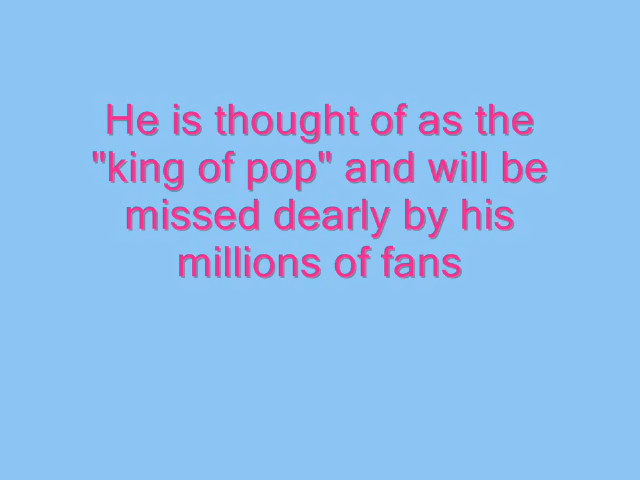 He is thought of as the
"king of pop" and will be
missed dearly by his
millions of fans